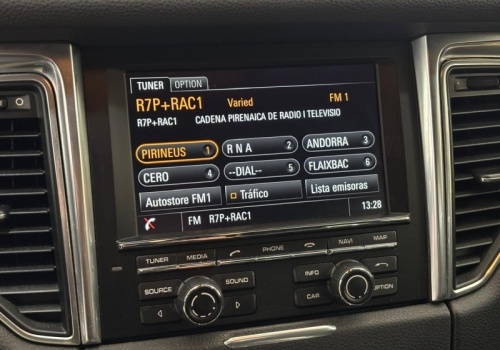 TUNER OPTION
R7P+RAC1 Varied FM 1
R7P+RAC1 CADENA PIRENAICA DE RADIO I TELEVISIO
PIRINEUS 1 R N A 2 ANDORRA 3
CERO 4 --DIAL-- 5 FLAIXBAC 6
Autostore FM1 Tráfico Lista emisoras
FM R7P+RAC1 13:28
TUNER MEDIA PHONE NAVI MAP
SOURCE SOUND INFO
CAR OPTION